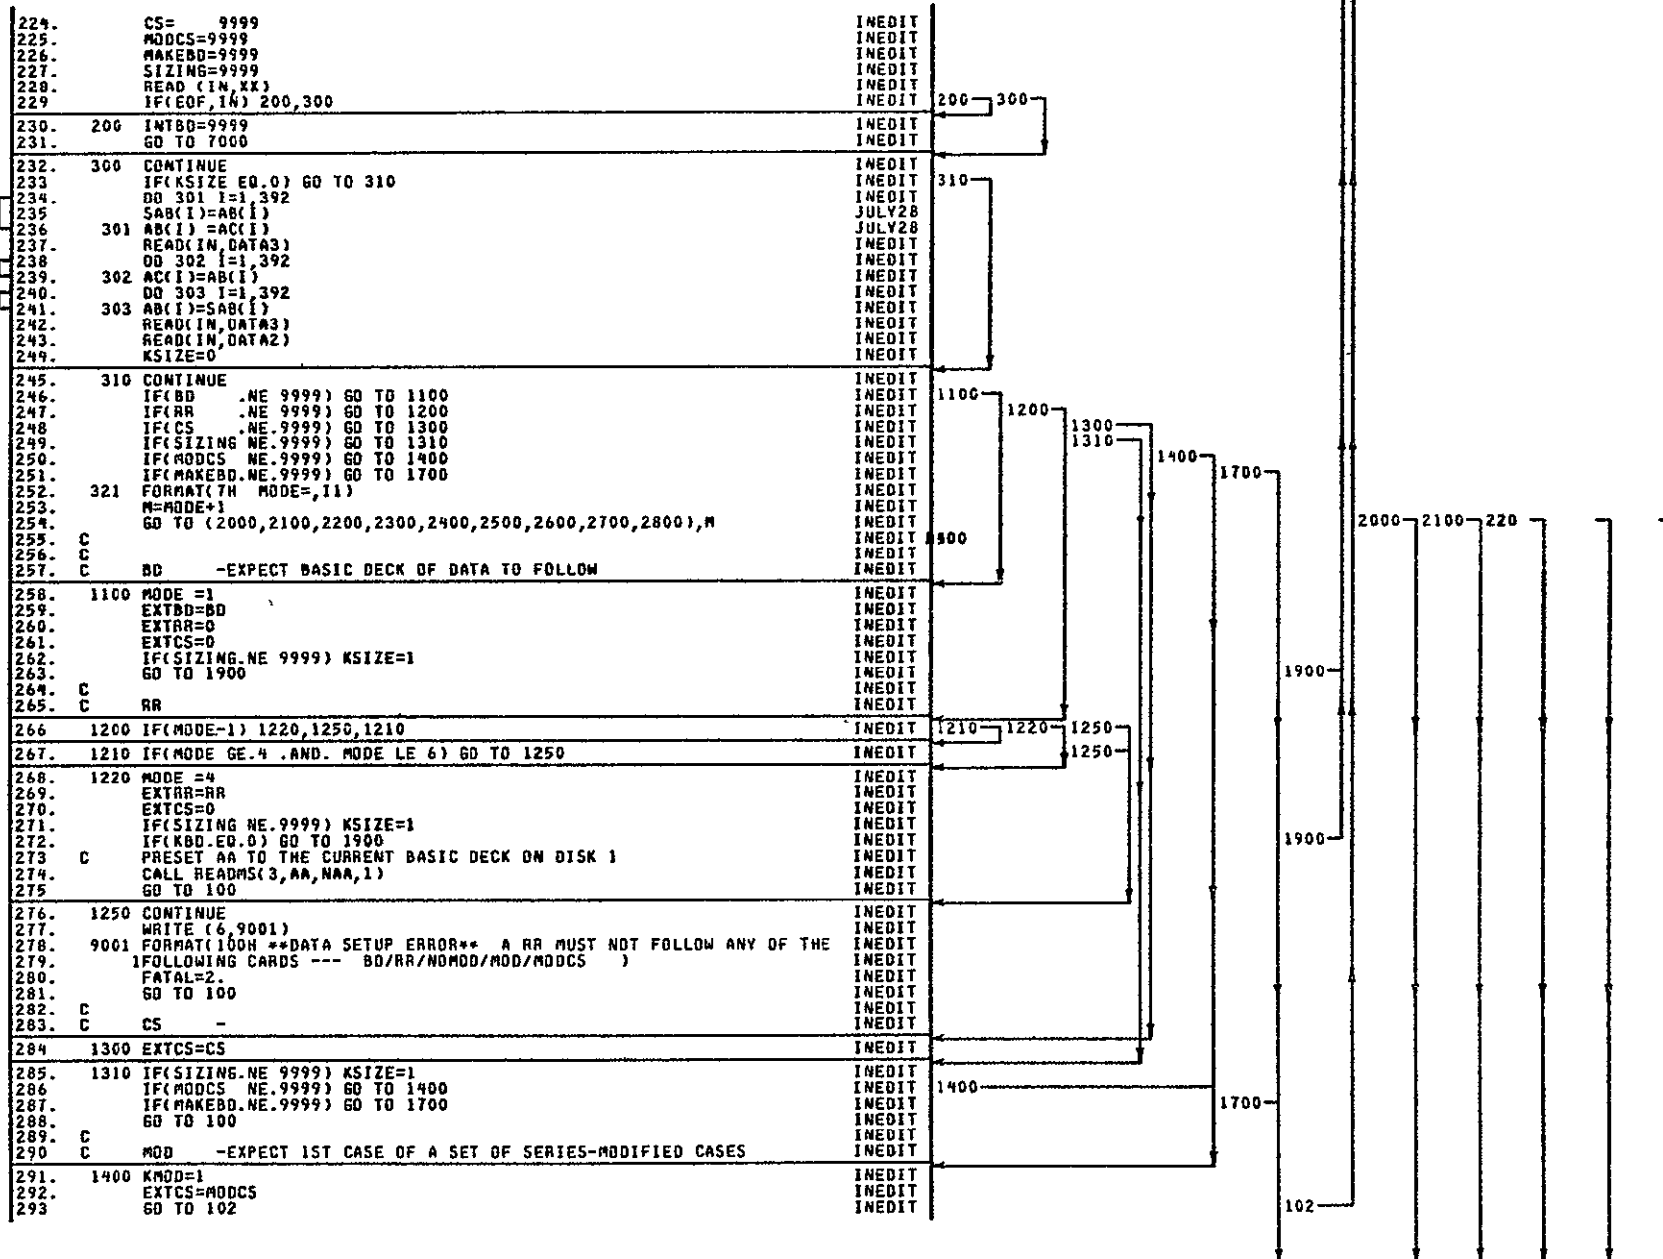 224. CS= 9999 INEDIT
225. MODCS=9999 INEDIT
226. MAKEBD=9999 INEDIT
227. SIZING=9999 INEDIT
228. READ (IN,XX) INEDIT
229 IF(EOF,IN) 200,300 INEDIT 200 300
230. 200 INTBD=9999 INEDIT
231. GO TO 7000 INEDIT
232. 300 CONTINUE INEDIT
233 IF(KSIZE EQ.0) GO TO 310 INEDIT 310
234. DO 301 I=1,392 INEDIT
235 SAB(I)=AB(I) JULY28
236 301 AB(I) =AC(I) JULY28
237. READ(IN,DATA3) INEDIT
238 DO 302 I=1,392 INEDIT
239. 302 AC(I)=AB(I) INEDIT
240. DO 303 I=1,392 INEDIT
241. 303 AB(I)=SAB(I) INEDIT
242. READ(IN,DATA3) INEDIT
243. READ(IN,DATA2) INEDIT
244. KSIZE=0 INEDIT
245. 310 CONTINUE INEDIT
246. IF(BD .NE 9999) GO TO 1100 INEDIT 1100
247. IF(RR .NE 9999) GO TO 1200 INEDIT 1200
248 IF(CS .NE.9999) GO TO 1300 INEDIT 1300
249. IF(SIZING NE.9999) GO TO 1310 INEDIT 1310
250. IF(MODCS NE.9999) GO TO 1400 INEDIT 1400
251. IF(MAKEBD.NE.9999) GO TO 1700 INEDIT 1700
252. 321 FORMAT(7H MODE=,I1) INEDIT
253. M=MODE+1 INEDIT
254. GO TO (2000,2100,2200,2300,2400,2500,2600,2700,2800),M INEDIT 2000 2100 220
255. C INEDIT 900
256. C INEDIT
257. C BD -EXPECT BASIC DECK OF DATA TO FOLLOW INEDIT
258. 1100 MODE =1 INEDIT
259. EXTBD=BD INEDIT
260. EXTRR=0 INEDIT
261. EXTCS=0 INEDIT
262. IF(SIZING.NE 9999) KSIZE=1 INEDIT
263. GO TO 1900 INEDIT 1900
264. C INEDIT
265. C RR INEDIT
266 1200 IF(MODE-1) 1220,1250,1210 INEDIT 1210 1220 1250
267. 1210 IF(MODE GE.4 .AND. MODE LE 6) GO TO 1250 INEDIT 1250
268. 1220 MODE =4 INEDIT
269. EXTRR=RR INEDIT
270. EXTCS=0 INEDIT
271. IF(SIZING NE.9999) KSIZE=1 INEDIT
272. IF(KBD.EQ.0) GO TO 1900 INEDIT 1900
273 C PRESET AA TO THE CURRENT BASIC DECK ON DISK 1 INEDIT
274. CALL READMS(3,AA,NAA,1) INEDIT
275 GO TO 100 INEDIT
276. 1250 CONTINUE INEDIT
277. WRITE (6,9001) INEDIT
278. 9001 FORMAT(100H **DATA SETUP ERROR** A RR MUST NOT FOLLOW ANY OF THE INEDIT
279. 1FOLLOWING CARDS --- BD/RR/NOMOD/MOD/MODCS ) INEDIT
280. FATAL=2. INEDIT
281. GO TO 100 INEDIT
282. C INEDIT
283. C CS - INEDIT
284 1300 EXTCS=CS INEDIT
285. 1310 IF(SIZING.NE 9999) KSIZE=1 INEDIT
286 IF(MODCS NE.9999) GO TO 1400 INEDIT 1400
287. IF(MAKEBD.NE.9999) GO TO 1700 INEDIT 1700
288. GO TO 100 INEDIT
289. C INEDIT
290 C MOD -EXPECT 1ST CASE OF A SET OF SERIES-MODIFIED CASES INEDIT
291. 1400 KMOD=1 INEDIT
292. EXTCS=MODCS INEDIT
293 GO TO 102 INEDIT 102